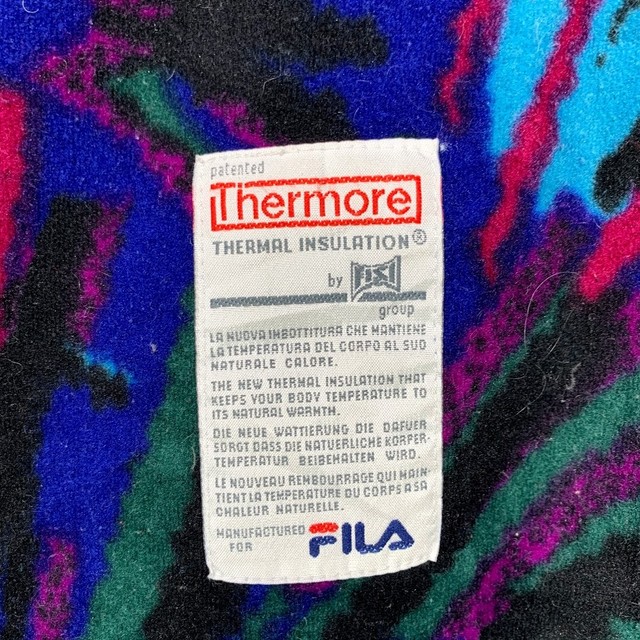 patented
Thermore
THERMAL INSULATION®
by FISI
group
LA NUOVA IMBOTTITURA CHE MANTIENE
LA TEMPERATURA DEL CORPO AL SUO
NATURALE CALORE.
THE NEW THERMAL INSULATION THAT
KEEPS YOUR BODY TEMPERATURE TO
ITS NATURAL WARMTH.
DIE NEUE WATTIERUNG DIE DAFUER
SORGT DASS DIE NATUERLICHE KÖRPER-
TEMPERATUR BEIBEHALTEN WIRD.
LE NOUVEAU REMBOURRAGE QUI MAIN-
TIENT LA TEMPERATURE DU CORPS A SA
CHALEUR NATURELLE.
MANUFACTURED
FOR FILA